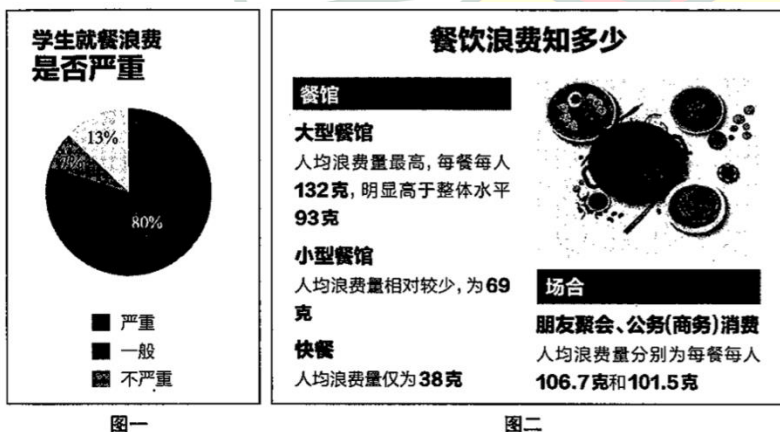 学生就餐浪费
是否严重
13%
7%
80%
严重
一般
不严重
图一
餐饮浪费知多少
餐馆
大型餐馆
人均浪费量最高，每餐每人
132克，明显高于整体水平
93克
小型餐馆
人均浪费量相对较少，为69
克
快餐
人均浪费量仅为38克
场合
朋友聚会、公务(商务)消费
人均浪费量分别为每餐每人
106.7克和101.5克
图二